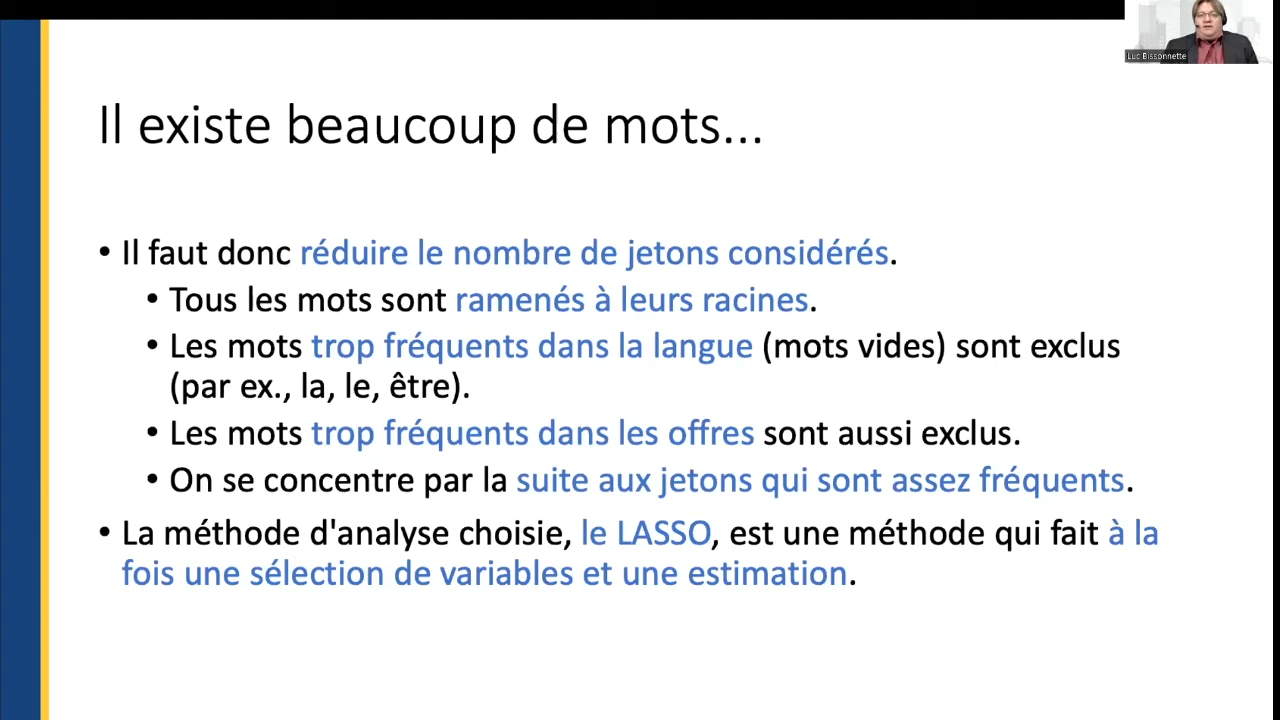 Luc Bissonnette
Il existe beaucoup de mots...
• Il faut donc réduire le nombre de jetons considérés.
• Tous les mots sont ramenés à leurs racines.
• Les mots trop fréquents dans la langue (mots vides) sont exclus
(par ex., la, le, être).
• Les mots trop fréquents dans les offres sont aussi exclus.
• On se concentre par la suite aux jetons qui sont assez fréquents.
• La méthode d'analyse choisie, le LASSO, est une méthode qui fait à la
fois une sélection de variables et une estimation.